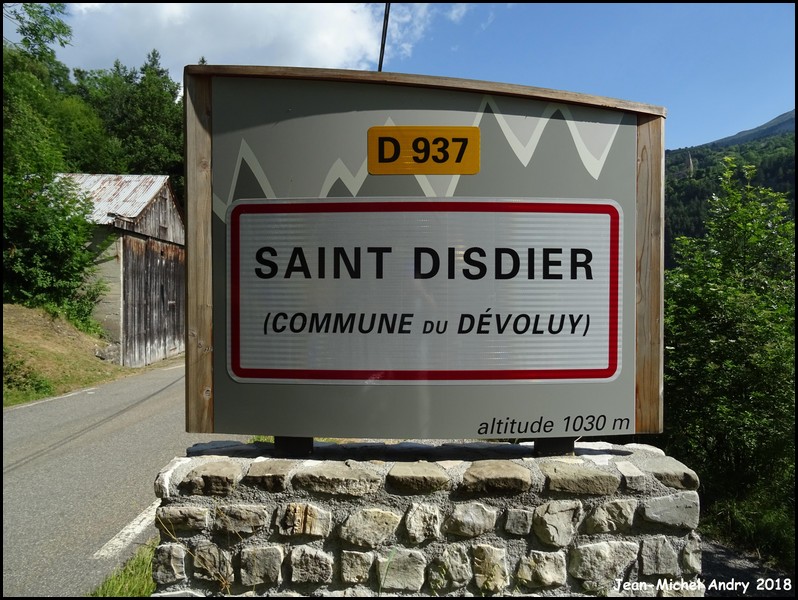 D 937
SAINT DISDIER
(COMMUNE DU DÉVOLUY)
altitude 1030 m
Jean-Michel Andry 2018